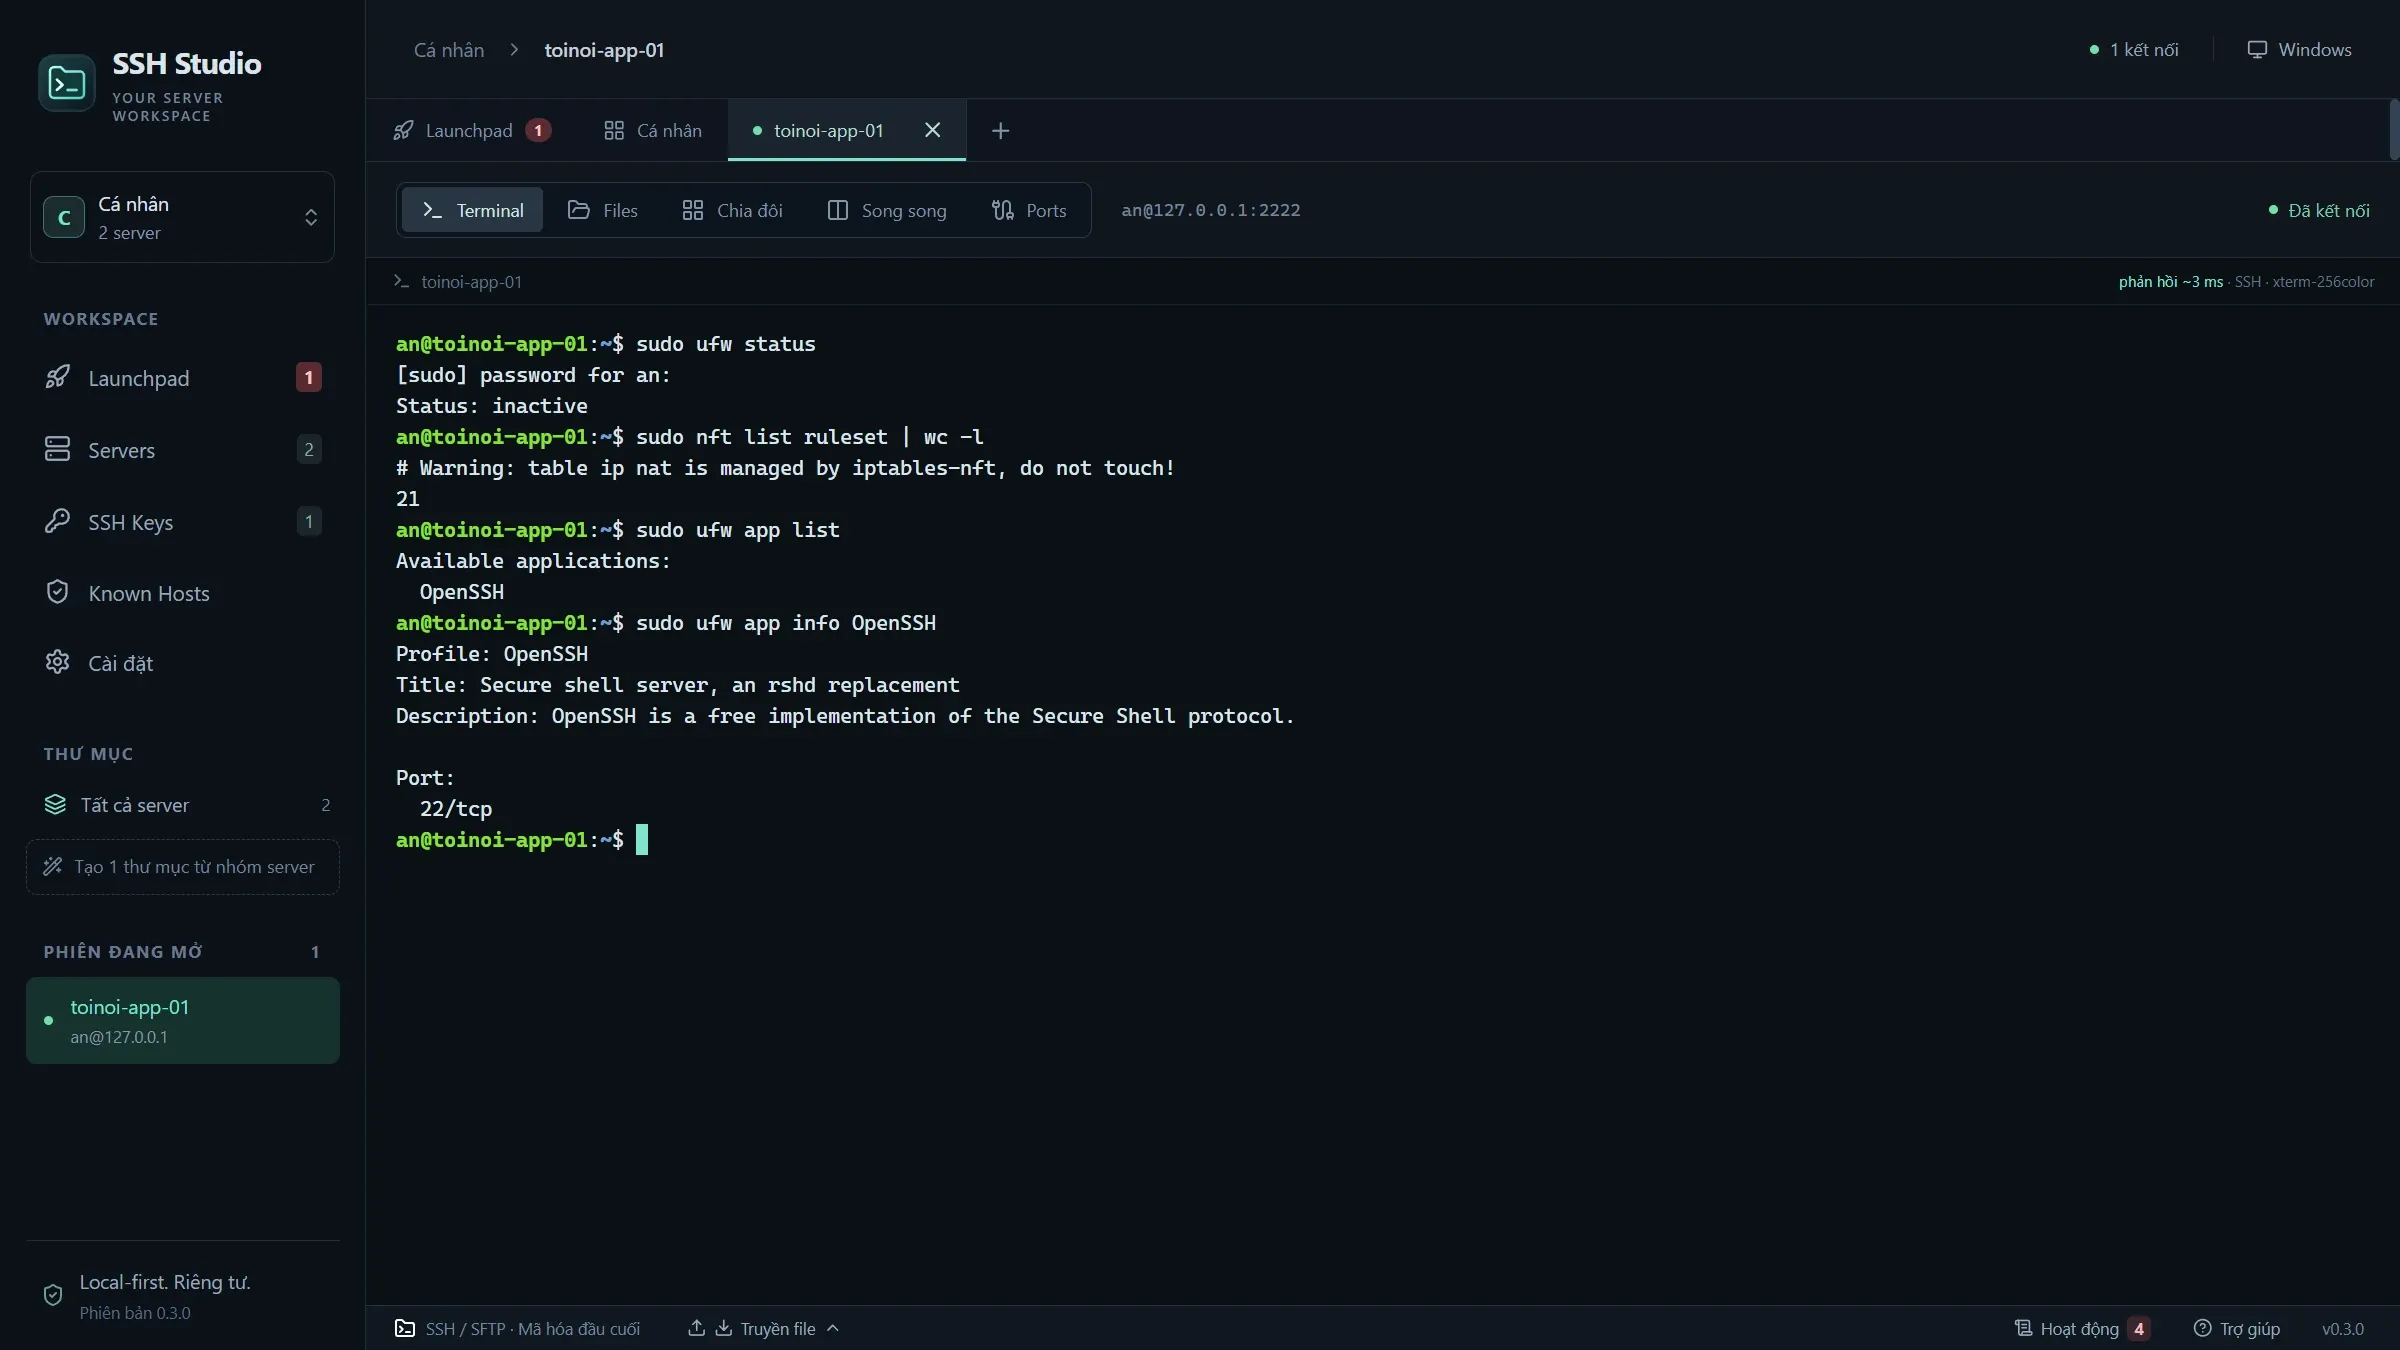 SSH Studio
YOUR SERVER
WORKSPACE
C
Cá nhân
2 server
WORKSPACE
Launchpad 1
Servers 2
SSH Keys 1
Known Hosts
Cài đặt
THƯ MỤC
Tất cả server 2
Tạo 1 thư mục từ nhóm server
PHIÊN ĐANG MỞ 1
toinoi-app-01
an@127.0.0.1
Local-first. Riêng tư.
Phiên bản 0.3.0
Cá nhân > toinoi-app-01
1 kết nối
Windows
Launchpad 1
Cá nhân
toinoi-app-01
Terminal
Files
Chia đôi
Song song
Ports
an@127.0.0.1:2222
Đã kết nối
toinoi-app-01
phản hồi ~3 ms · SSH · xterm-256color
an@toinoi-app-01:~$ sudo ufw status
[sudo] password for an:
Status: inactive
an@toinoi-app-01:~$ sudo nft list ruleset | wc -l
# Warning: table ip nat is managed by iptables-nft, do not touch!
21
an@toinoi-app-01:~$ sudo ufw app list
Available applications:
  OpenSSH
an@toinoi-app-01:~$ sudo ufw app info OpenSSH
Profile: OpenSSH
Title: Secure shell server, an rshd replacement
Description: OpenSSH is a free implementation of the Secure Shell protocol.
Port:
  22/tcp
an@toinoi-app-01:~$
SSH / SFTP · Mã hóa đầu cuối
Truyền file
Hoạt động 4
Trợ giúp
v0.3.0